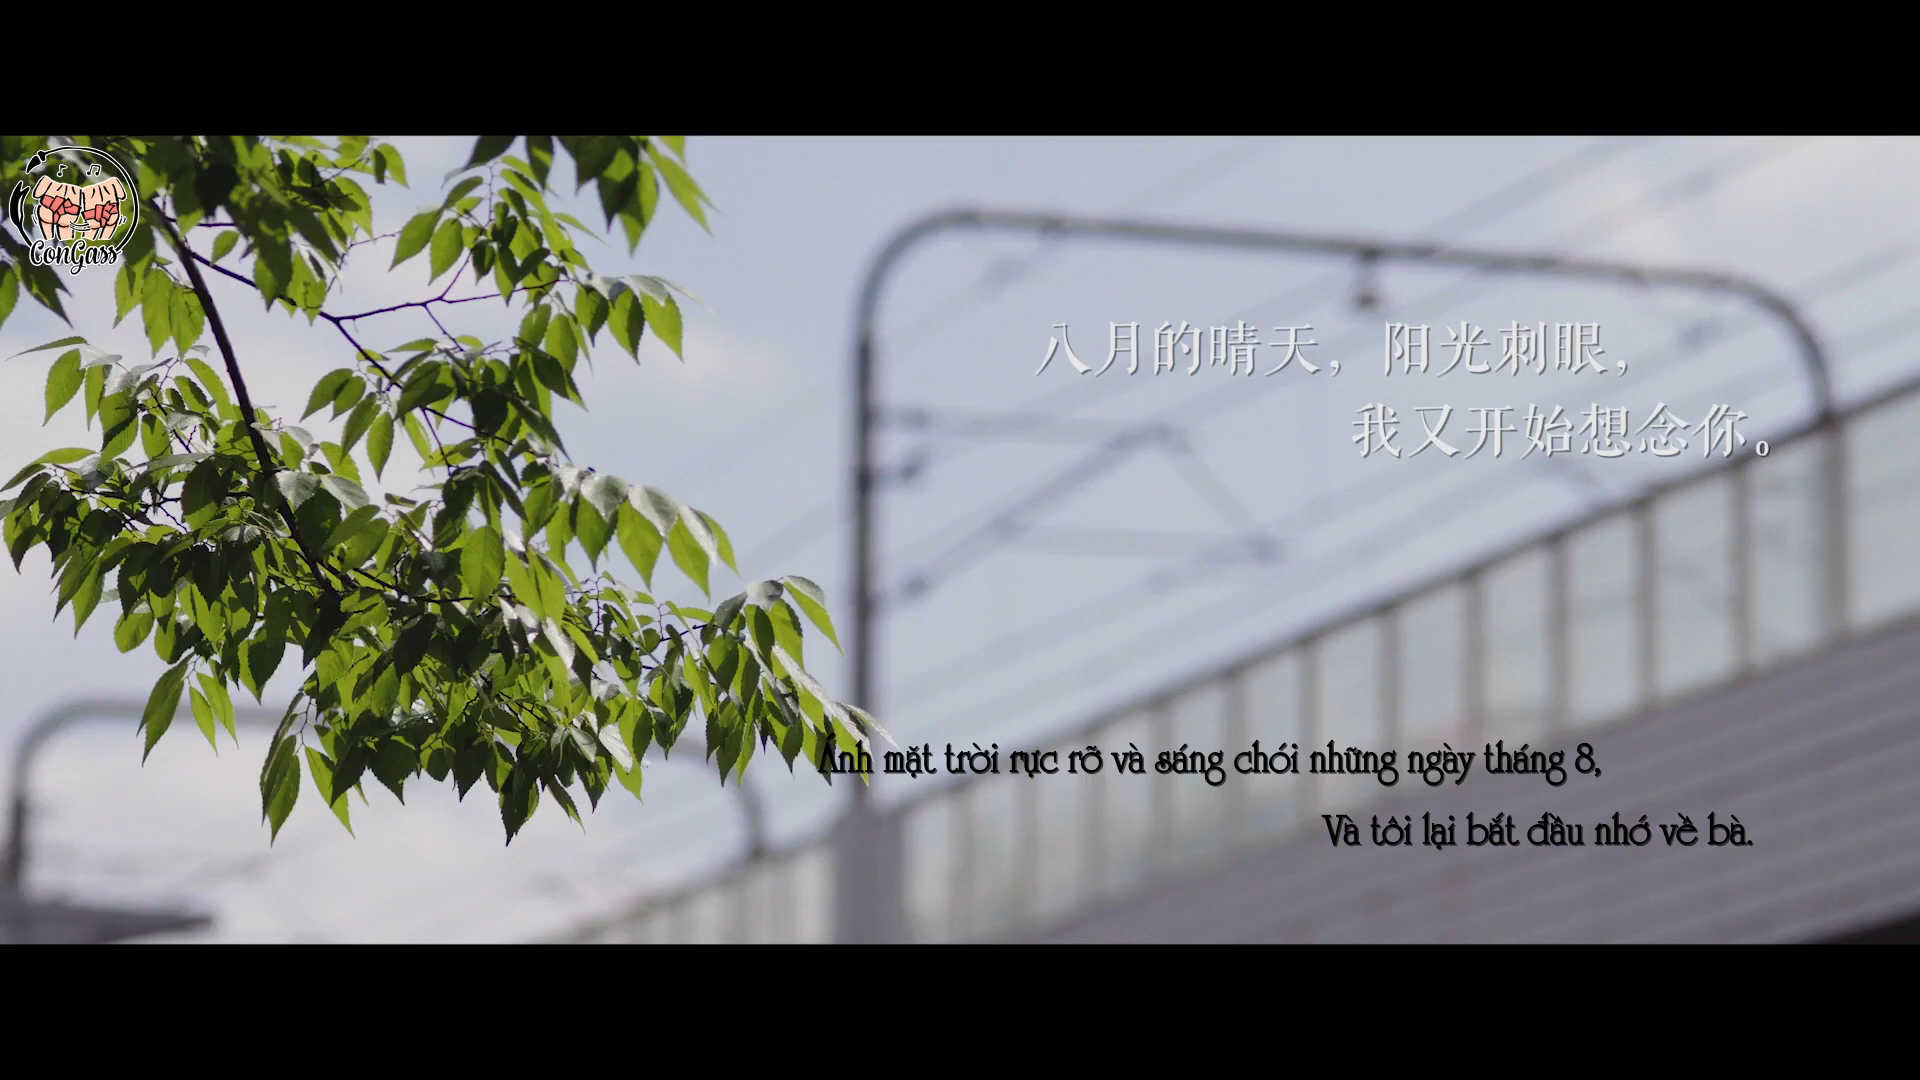 ConGass
八月的晴天，阳光刺眼，
我又开始想念你。
Ánh mặt trời rực rỡ và sáng chói những ngày tháng 8,
Và tôi lại bắt đầu nhớ về bà.